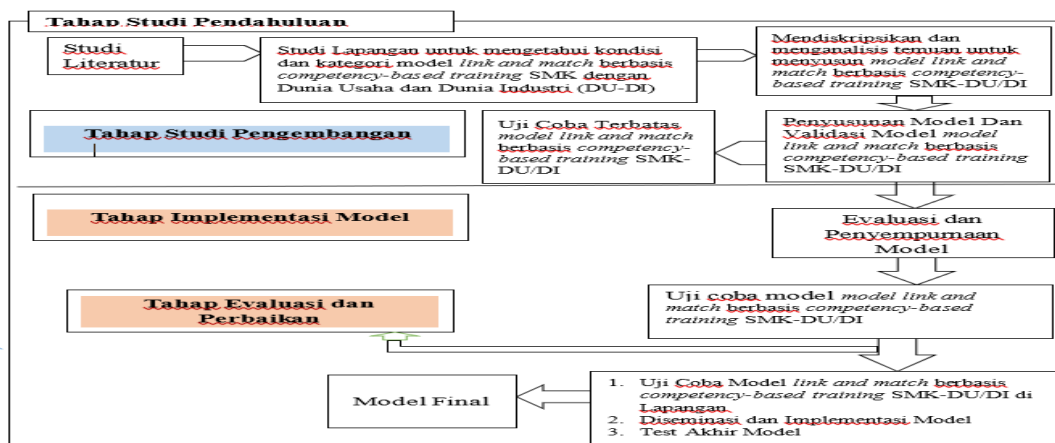 Tahap Studi Pendahuluan
Studi
Literatur
Studi Lapangan untuk mengetahui kondisi
dan kategori model link and match berbasis
competency-based training SMK dengan
Dunia Usaha dan Dunia Industri (DU-DI)
Mendiskripsikan dan
menganalisis temuan untuk
menyusun model link and
match berbasis competency-
based training SMK-DU/DI
Tahap Studi Pengembangan
Uji Coba Terbatas
model link and match
berbasis competency-
based training SMK-
DU/DI
Penyusunan Model Dan
Validasi Model model
link and match berbasis
competency-based training
SMK-DU/DI
Tahap Implementasi Model
Evaluasi dan
Penyempurnaan
Model
Tahap Evaluasi dan
Perbaikan
Uji coba model model link and
match berbasis competency-based
training SMK-DU/DI
Model Final
1. Uji Coba Model link and match berbasis
competency-based training SMK-DU/DI di
Lapangan
2. Diseminasi dan Implementasi Model
3. Test Akhir Model